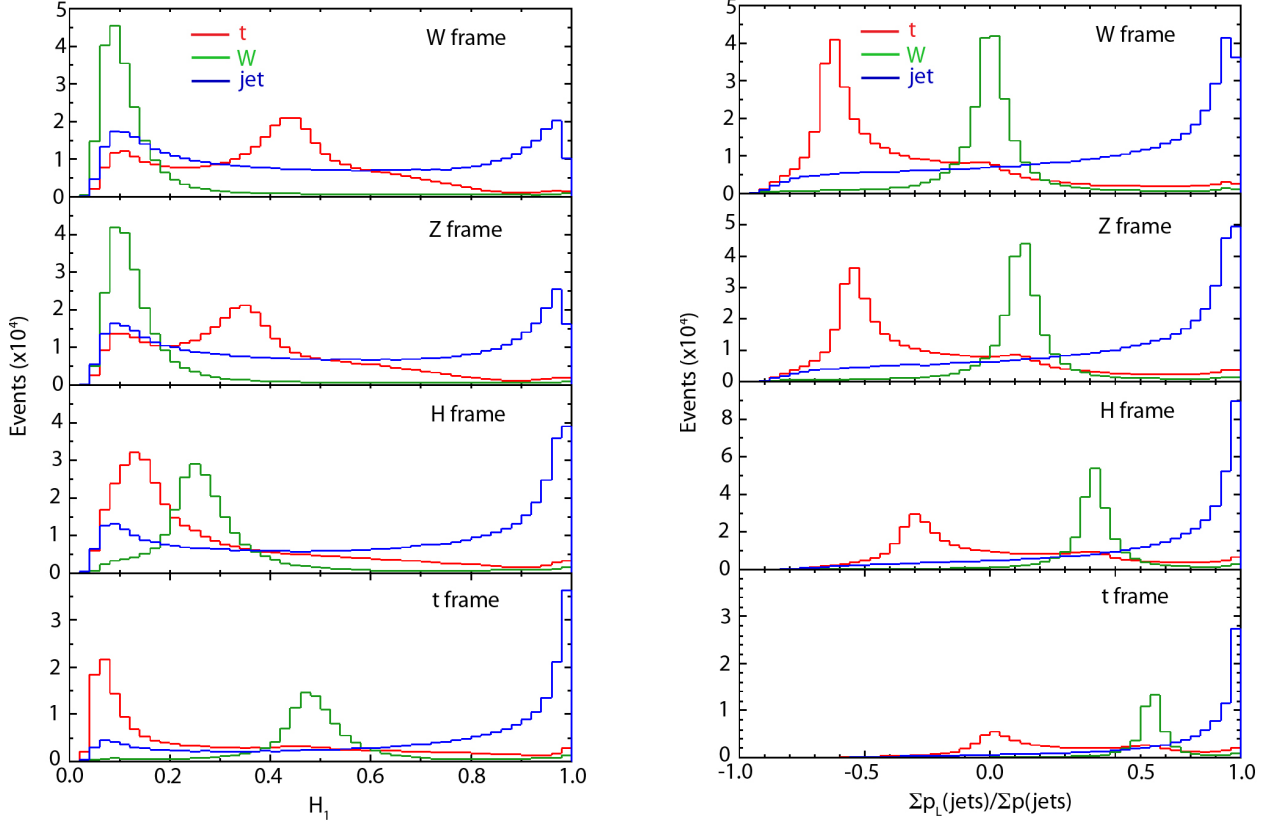 5
4
3
2
1
0
t
W
jet
W frame
4
3
2
1
0
Z frame
4
3
2
1
0
H frame
3
2
1
0
t frame
0.0
0.2
0.4
0.6
0.8
1.0
Events (x10⁴)
H₁
5
4
3
2
1
0
t
W
jet
W frame
5
4
3
2
1
0
Z frame
8
6
4
2
0
H frame
3
2
1
0
t frame
-1.0
-0.5
0.0
0.5
1.0
Events (x10⁴)
Σp_L(jets)/Σp(jets)